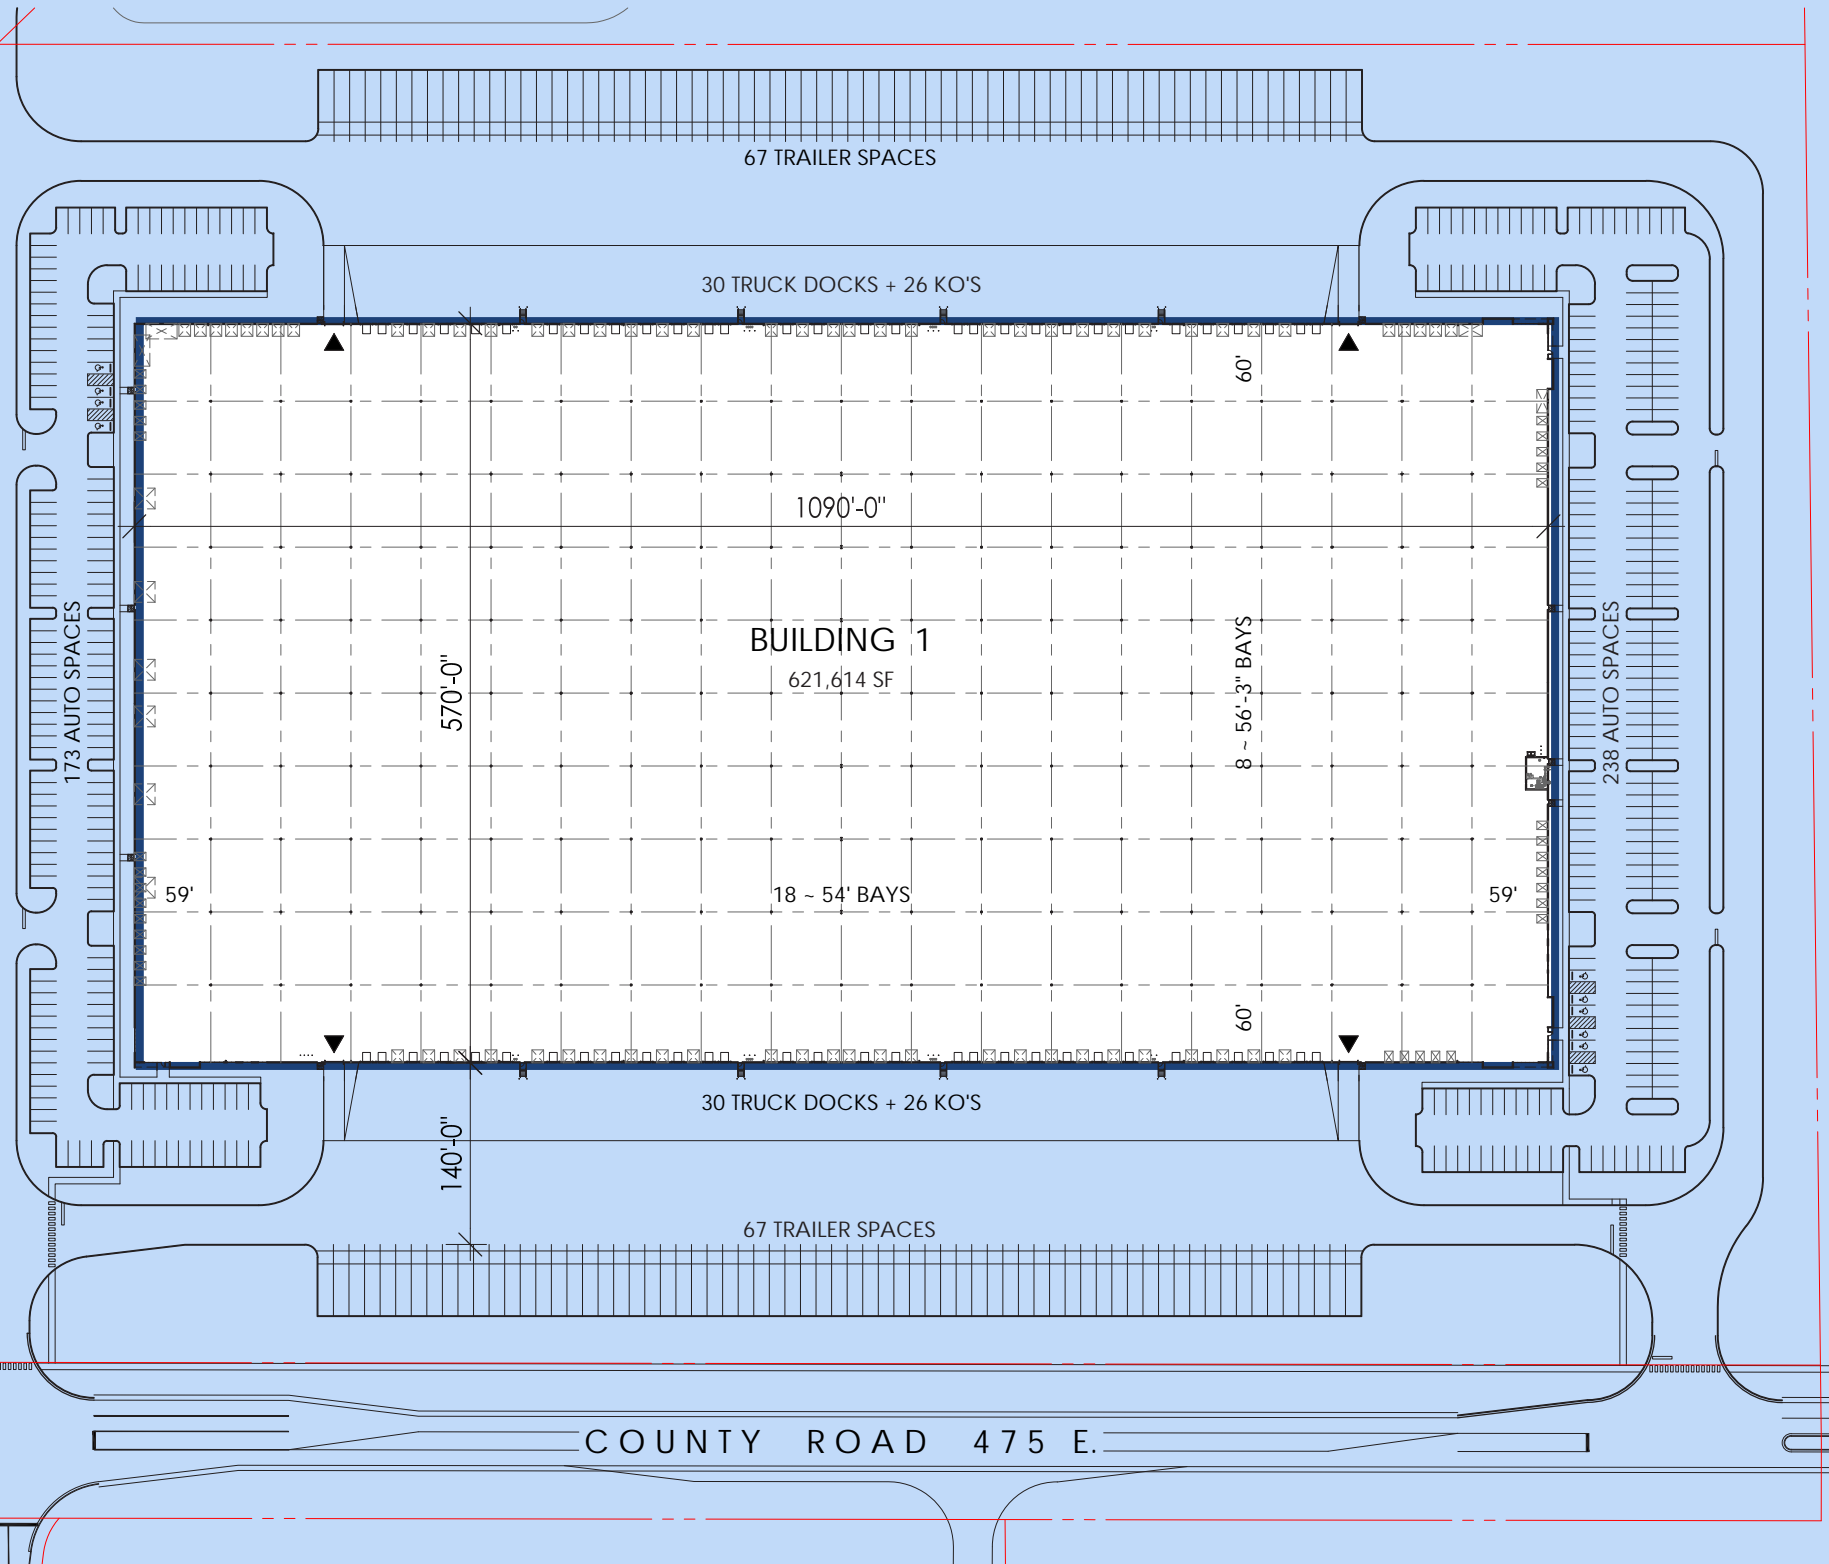 67 TRAILER SPACES
30 TRUCK DOCKS + 26 KO'S
60'
1090'-0"
BUILDING 1
621,614 SF
570'-0"
8 ~ 56'-3" BAYS
173 AUTO SPACES
238 AUTO SPACES
59'
18 ~ 54' BAYS
59'
60'
30 TRUCK DOCKS + 26 KO'S
140'-0"
67 TRAILER SPACES
COUNTY ROAD 475 E.